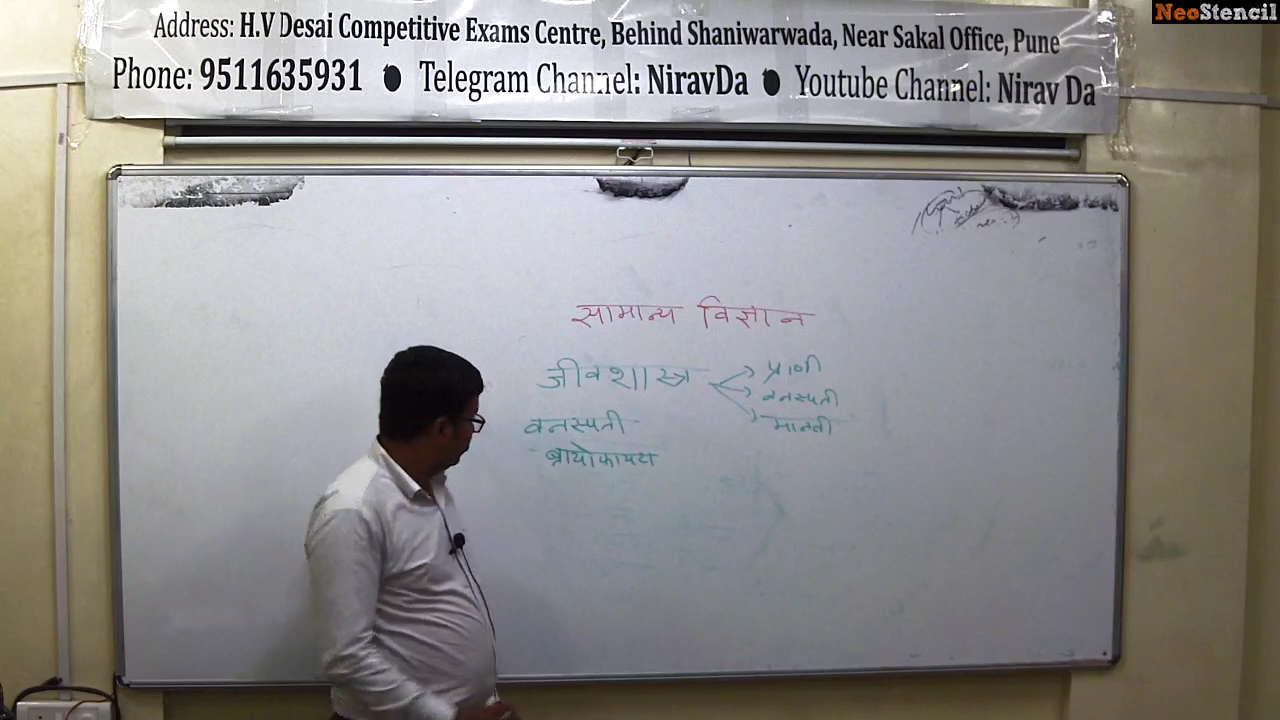 NeoStencil
Address: H.V Desai Competitive Exams Centre, Behind Shaniwarwada, Near Sakal Office, Pune
Phone: 9511635931 ● Telegram Channel: NiravDa ● Youtube Channel: Nirav Da
सामान्य विज्ञान
जीवशास्त्र
प्राणी
वनस्पती
मानवी
वनस्पती
ब्रायोफायटा